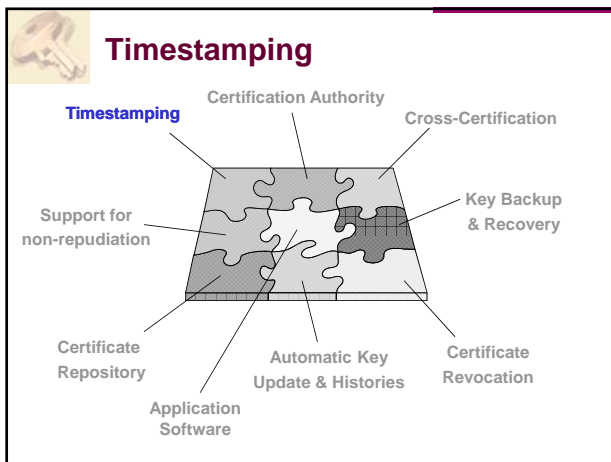 Timestamping
Certification Authority
Timestamping
Cross-Certification
Key Backup
& Recovery
Support for
non-repudiation
Certificate
Repository
Automatic Key
Update & Histories
Certificate
Revocation
Application
Software